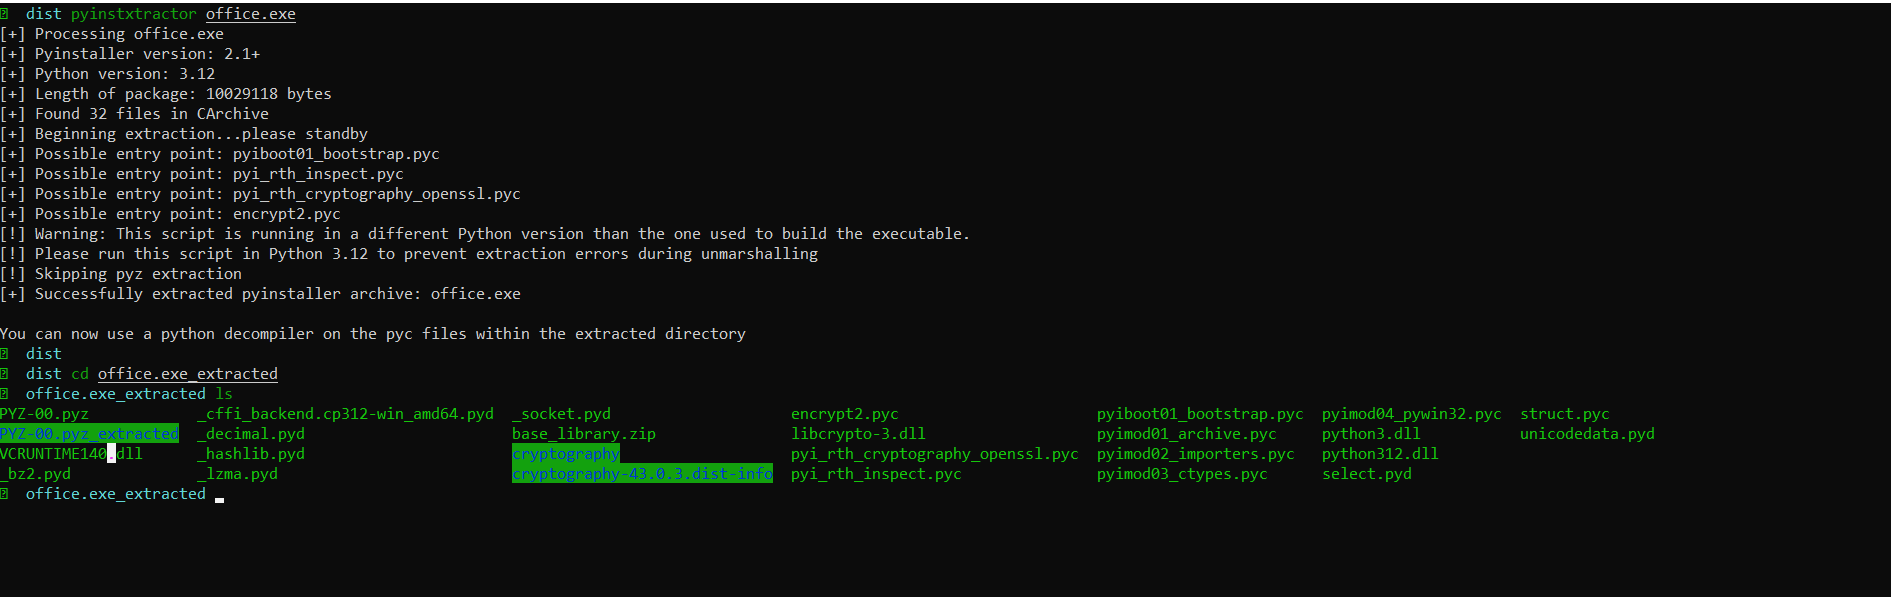 dist pyinstxtractor office.exe
[+] Processing office.exe
[+] Pyinstaller version: 2.1+
[+] Python version: 3.12
[+] Length of package: 10029118 bytes
[+] Found 32 files in CArchive
[+] Beginning extraction...please standby
[+] Possible entry point: pyiboot01_bootstrap.pyc
[+] Possible entry point: pyi_rth_inspect.pyc
[+] Possible entry point: pyi_rth_cryptography_openssl.pyc
[+] Possible entry point: encrypt2.pyc
[!] Warning: This script is running in a different Python version than the one used to build the executable.
[!] Please run this script in Python 3.12 to prevent extraction errors during unmarshalling
[!] Skipping pyz extraction
[+] Successfully extracted pyinstaller archive: office.exe
You can now use a python decompiler on the pyc files within the extracted directory
dist
dist cd office.exe_extracted
office.exe_extracted ls
PYZ-00.pyz _cffi_backend.cp312-win_amd64.pyd _socket.pyd encrypt2.pyc pyiboot01_bootstrap.pyc pyimod04_pywin32.pyc struct.pyc
PYZ-00.pyz_extracted _decimal.pyd base_library.zip libcrypto-3.dll pyimod01_archive.pyc python3.dll unicodedata.pyd
VCRUNTIME140.dll _hashlib.pyd cryptography pyi_rth_cryptography_openssl.pyc pyimod02_importers.pyc python312.dll
_bz2.pyd _lzma.pyd cryptography-43.0.3.dist-info pyi_rth_inspect.pyc pyimod03_ctypes.pyc select.pyd
office.exe_extracted